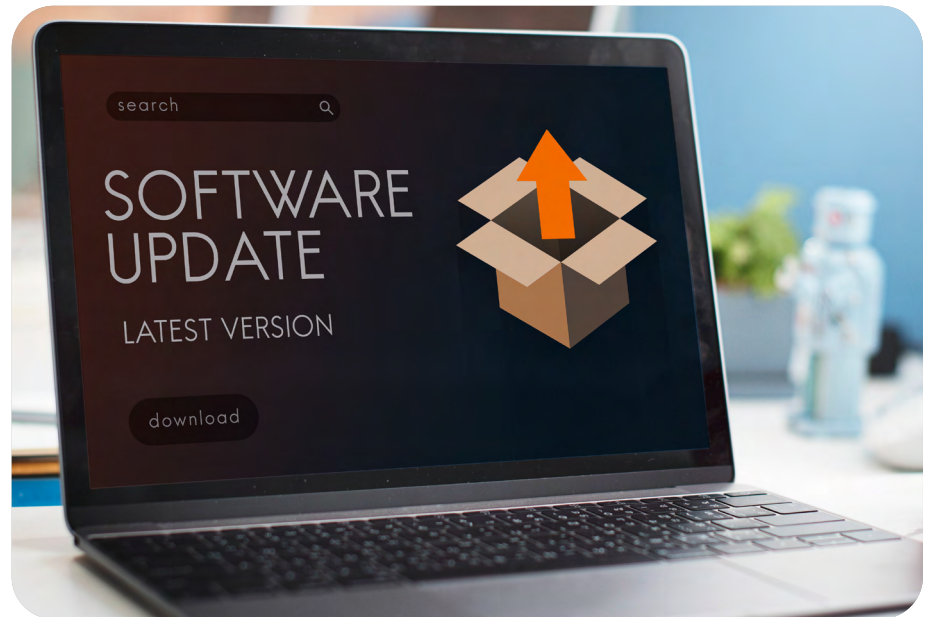 search
SOFTWARE
UPDATE
LATEST VERSION
download